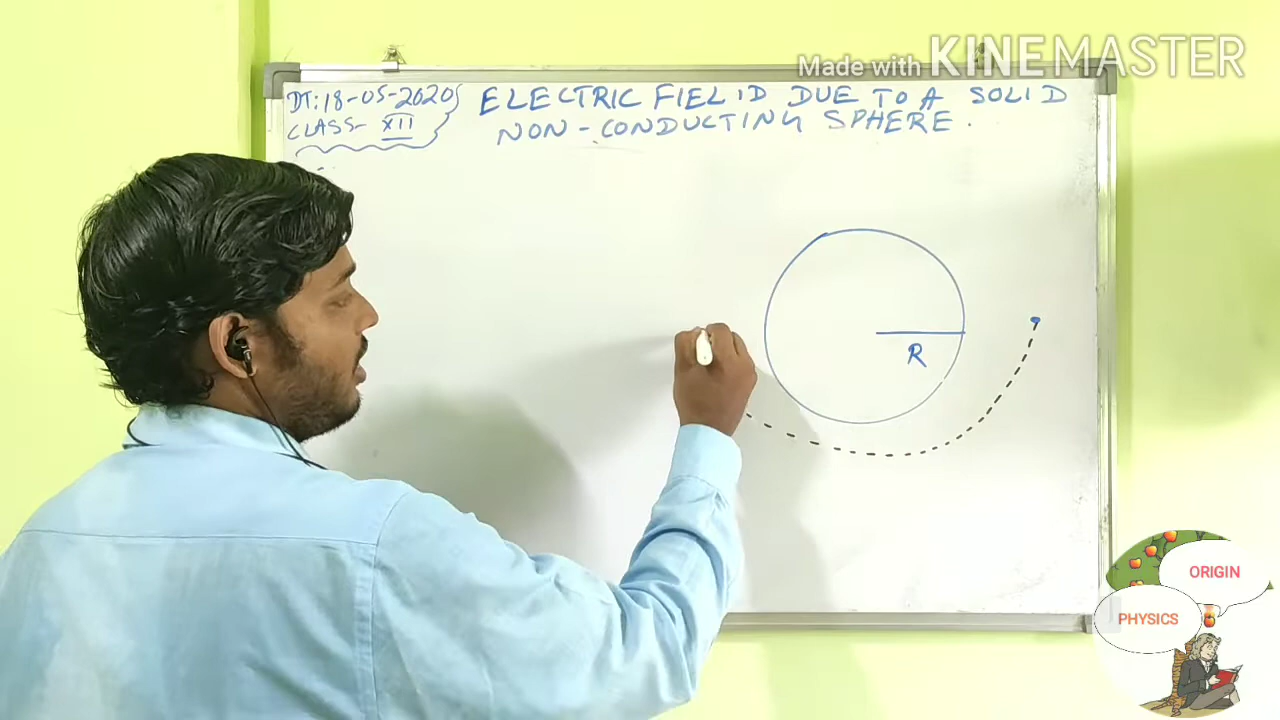 Made with KINEMASTER
DT: 18-05-2020
CLASS- XII
ELECTRIC FIELD DUE TO A SOLID
NON-CONDUCTING SPHERE.
R
ORIGIN
PHYSICS